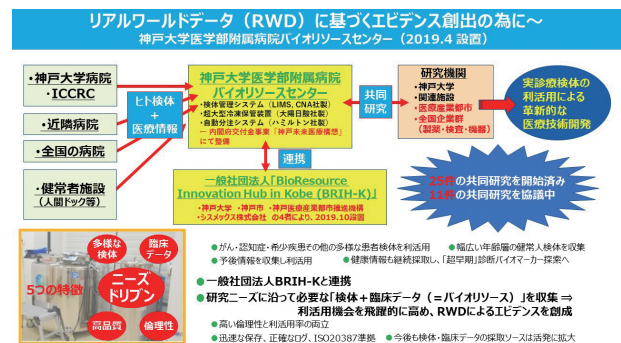 リアルワールドデータ（RWD）に基づくエビデンス創出の為に～
神戸大学医学部附属病院バイオリソースセンター（2019.4 設置）
・神戸大学病院
・ICCRC
・近隣病院
・全国の病院
・健常者施設
（人間ドック等）
ヒト検体
＋
医療情報
神戸大学医学部附属病院
バイオリソースセンター
・検体管理システム（LIMS, CNA社製）
・超大型冷凍保管装置（大陽日酸社製）
・自動分注システム（ハミルトン社製）
― 内閣府交付金事業「神戸未来医療構想」
にて整備
連携
一般社団法人「BioResource
Innovation Hub in Kobe (BRIH-K)」
・神戸大学 ・神戸市 ・神戸医療産業都市推進機構
・シスメックス株式会社 の4者により、2019.10設置
共同
研究
研究機関
・神戸大学
・関連施設
・医療産業都市
・全国企業群
（製薬・検査・機器）
実診療検体の
利活用による
革新的な
医療技術開発
25件の共同研究を開始済み
11件の共同研究を協議中
5つの特徴
多様な
検体
臨床
データ
ニーズ
ドリブン
高品質
倫理性
●がん・認知症・希少疾患その他の多様な患者検体を利活用 ●幅広い年齢層の健常人検体を収集
●予後情報を収集し利活用 ●健康情報も継続採取し、「超早期」診断バイオマーカー探索へ
●一般社団法人BRIH-Kと連携
●研究ニーズに沿って必要な「検体＋臨床データ（＝バイオリソース）」を収集 ⇒
利活用機会を飛躍的に高め、RWDによるエビデンスを創成
●高い倫理性と利用率の両立
●迅速な保存、正確なログ、ISO20387準拠 ●今後も検体・臨床データの採取ソースは活発に拡大